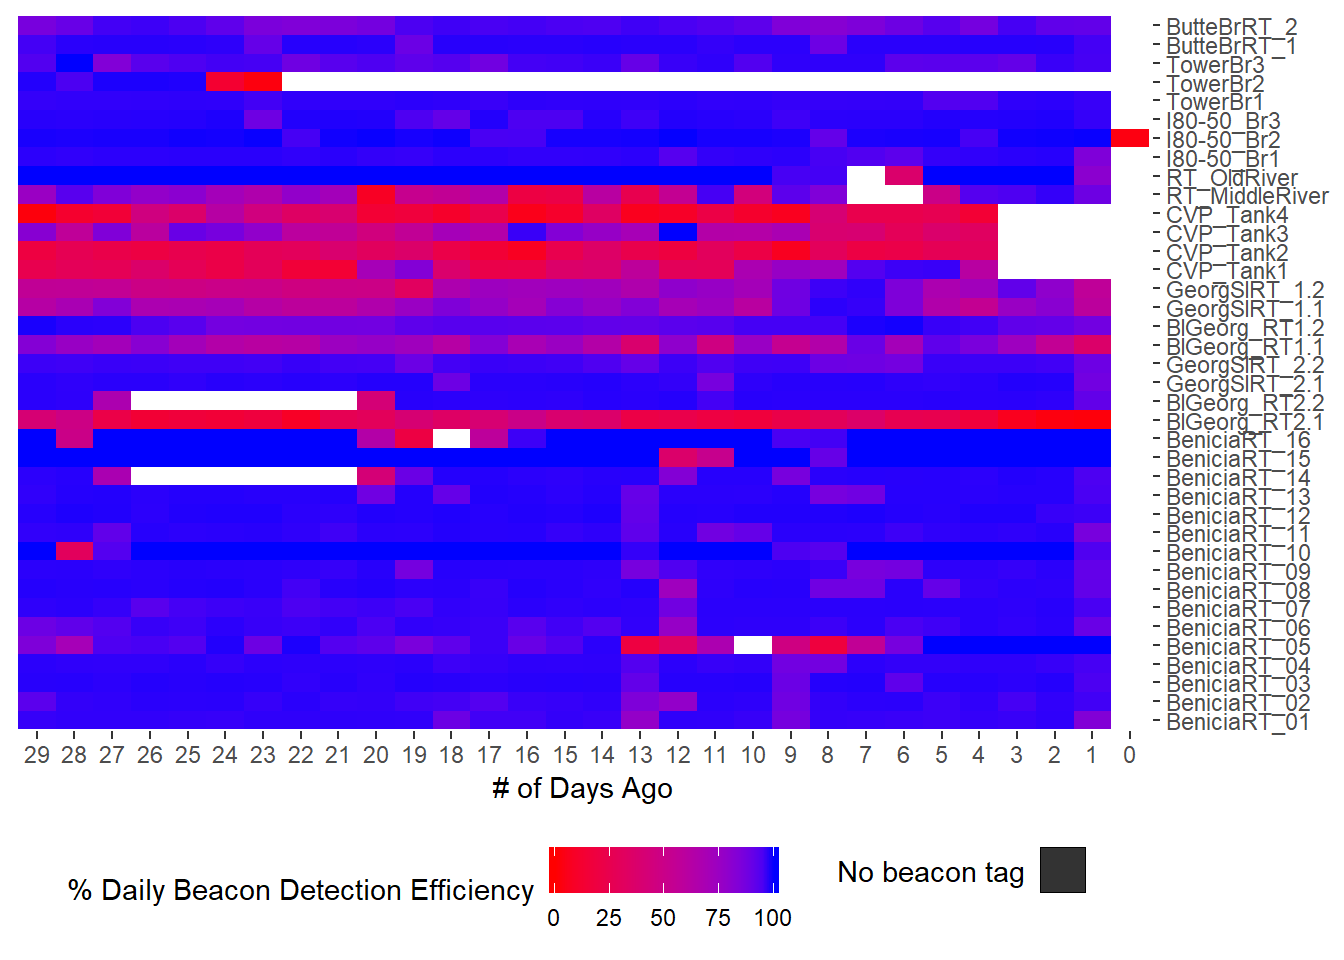 ButteBrRT_2
ButteBrRT_1
TowerBr3
TowerBr2
TowerBr1
I80-50_Br3
I80-50_Br2
I80-50_Br1
RT_OldRiver
RT_MiddleRiver
CVP_Tank4
CVP_Tank3
CVP_Tank2
CVP_Tank1
GeorgSlRT_1.2
GeorgSlRT_1.1
BlGeorg_RT1.2
BlGeorg_RT1.1
GeorgSlRT_2.2
GeorgSlRT_2.1
BlGeorg_RT2.2
BlGeorg_RT2.1
BeniciaRT_16
BeniciaRT_15
BeniciaRT_14
BeniciaRT_13
BeniciaRT_12
BeniciaRT_11
BeniciaRT_10
BeniciaRT_09
BeniciaRT_08
BeniciaRT_07
BeniciaRT_06
BeniciaRT_05
BeniciaRT_04
BeniciaRT_03
BeniciaRT_02
BeniciaRT_01
29 28 27 26 25 24 23 22 21 20 19 18 17 16 15 14 13 12 11 10 9 8 7 6 5 4 3 2 1 0
# of Days Ago
% Daily Beacon Detection Efficiency
0 25 50 75 100
No beacon tag